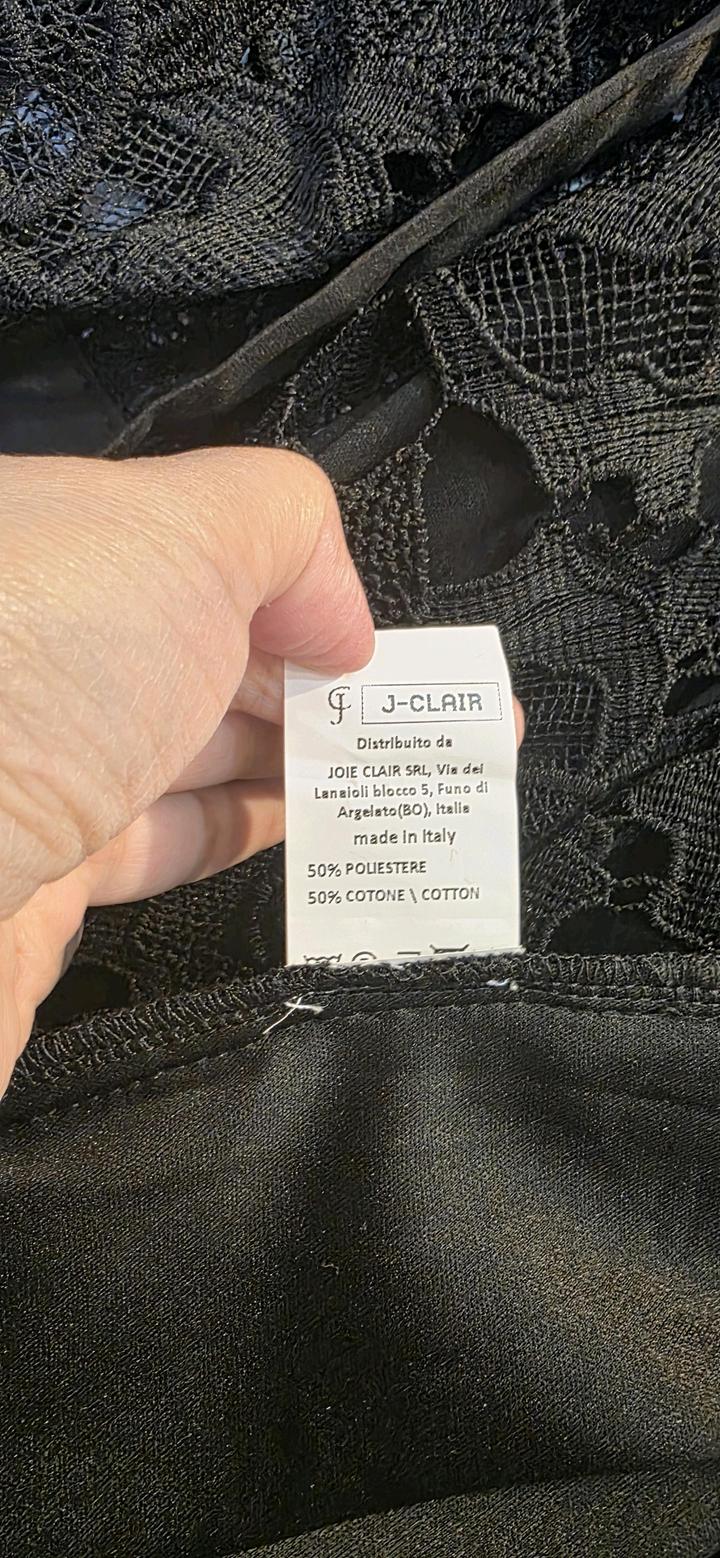 J-CLAIR
Distribuito da
JOIE CLAIR SRL, Via dei
Lanaioli blocco 5, Funo di
Argelato(BO), Italia
made in Italy
50% POLIESTERE
50% COTONE \ COTTON